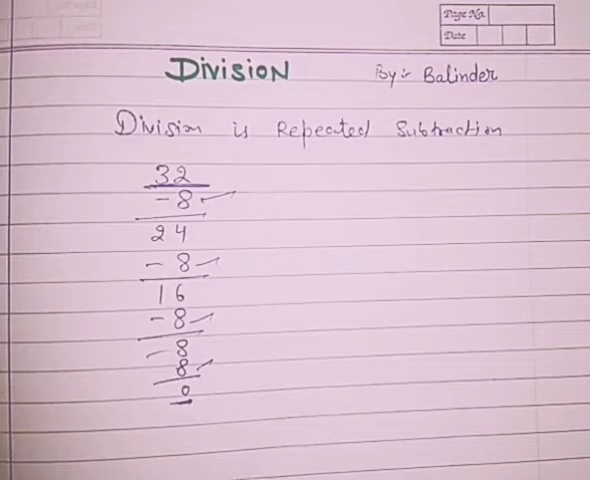 Page No.
Date
Division By:- Balinder
Division is Repeated Subtraction
32
- 8
24
- 8
16
- 8
- 8
8
0